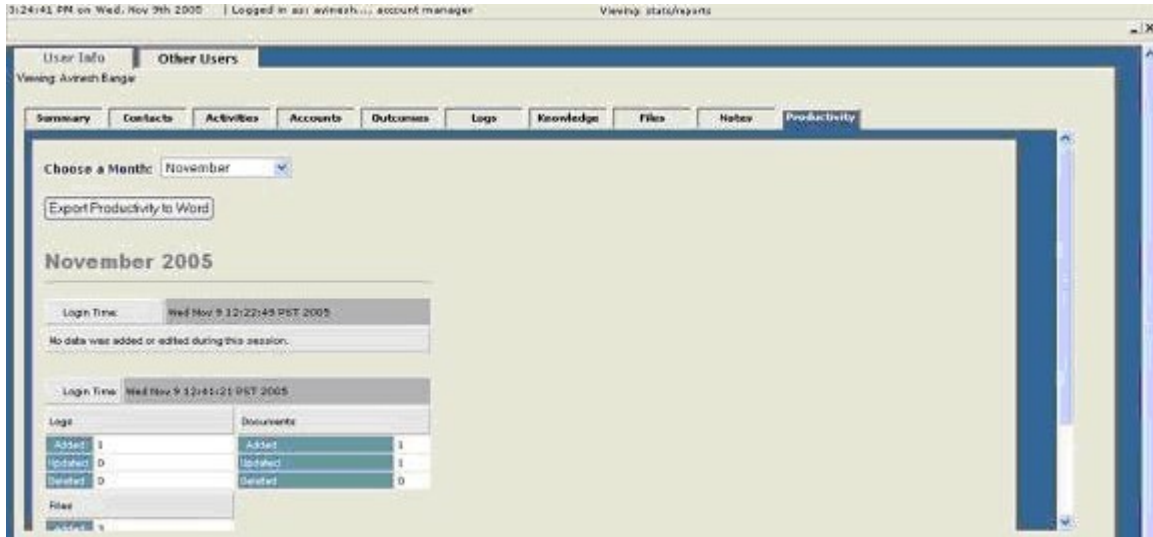 3:24:41 PM on Wed, Nov 9th 2005 | Logged in as: avinesh.... account manager Viewing: stats/reports
User Info Other Users
Viewing: Avinesh Bangar
Summary Contacts Activities Accounts Outcomes Logs Knowledge Files Notes Productivity
Choose a Month: November
Export Productivity to Word
November 2005
Login Time: Wed Nov 9 12:22:49 PST 2005
No data was added or edited during this session.
Login Time: Wed Nov 9 12:41:21 PST 2005
Logs Documents
Added 1 Added 1
Updated 0 Updated 1
Deleted 0 Deleted 0
Files
Added